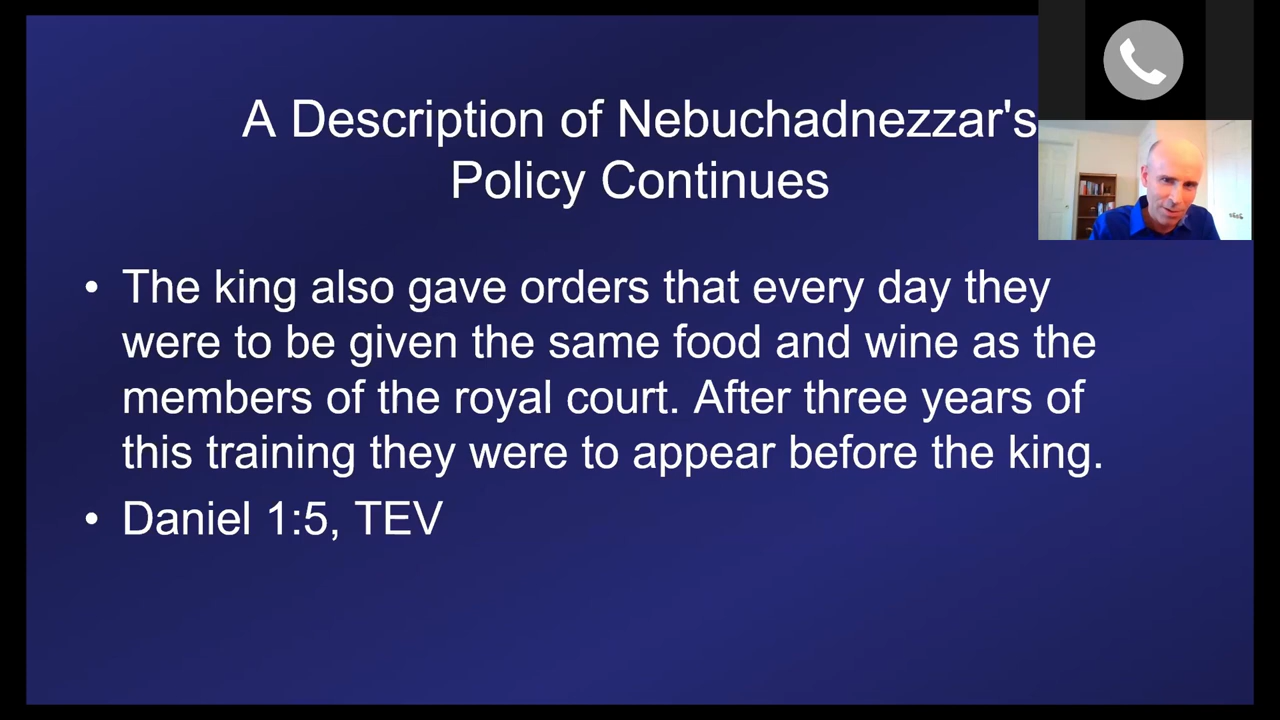 A Description of Nebuchadnezzar's
Policy Continues
• The king also gave orders that every day they
were to be given the same food and wine as the
members of the royal court. After three years of
this training they were to appear before the king.
• Daniel 1:5, TEV